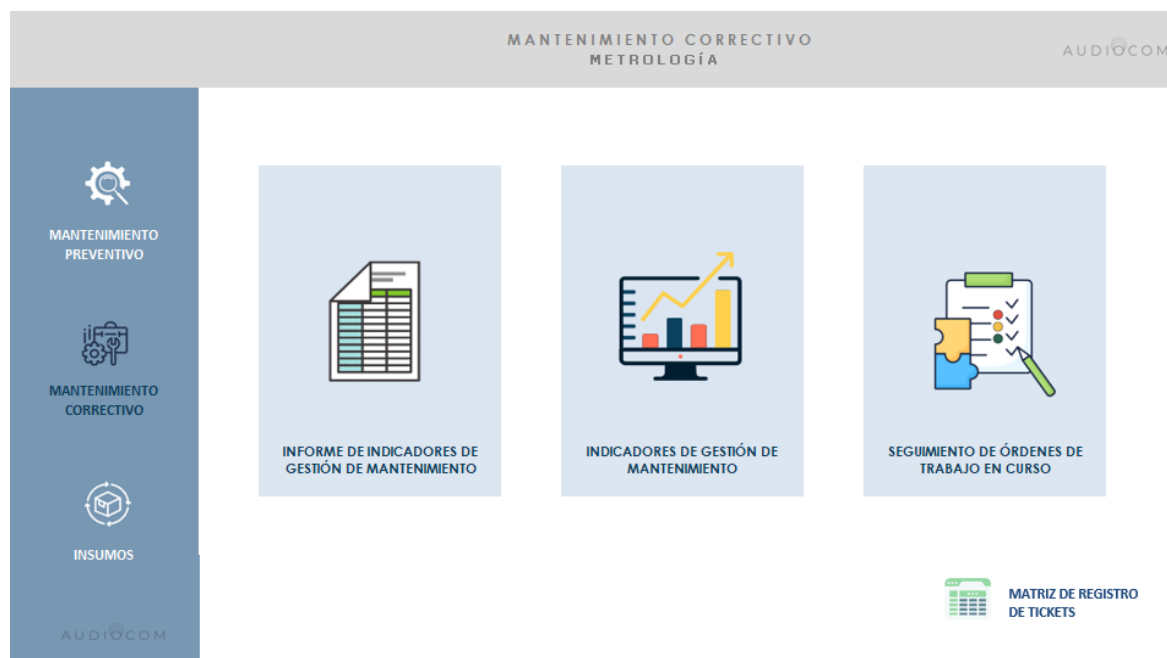 MANTENIMIENTO CORRECTIVO
METROLOGÍA
AUDIOCOM
MANTENIMIENTO
PREVENTIVO
MANTENIMIENTO
CORRECTIVO
INSUMOS
AUDIOCOM
INFORME DE INDICADORES DE
GESTIÓN DE MANTENIMIENTO
INDICADORES DE GESTIÓN DE
MANTENIMIENTO
SEGUIMIENTO DE ÓRDENES DE
TRABAJO EN CURSO
MATRIZ DE REGISTRO
DE TICKETS